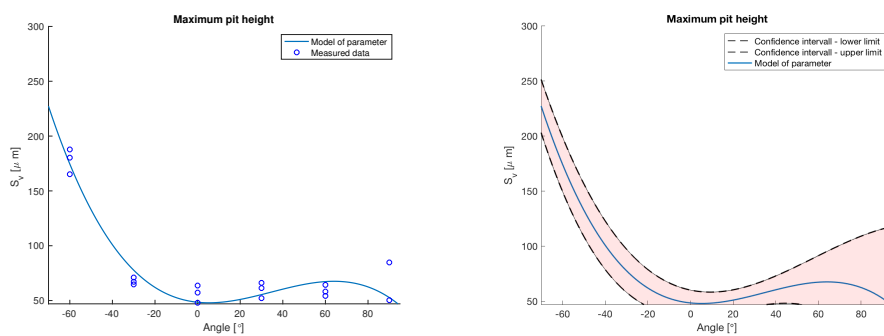 Maximum pit height
Model of parameter
Measured data
300
250
200
150
100
50
-60 -40 -20 0 20 40 60 80
Angle [°]
S_v [μ m]
Maximum pit height
Confidence intervall - lower limit
Confidence intervall - upper limit
Model of parameter
300
250
200
150
100
50
-60 -40 -20 0 20 40 60 80
Angle [°]
S_v [μ m]